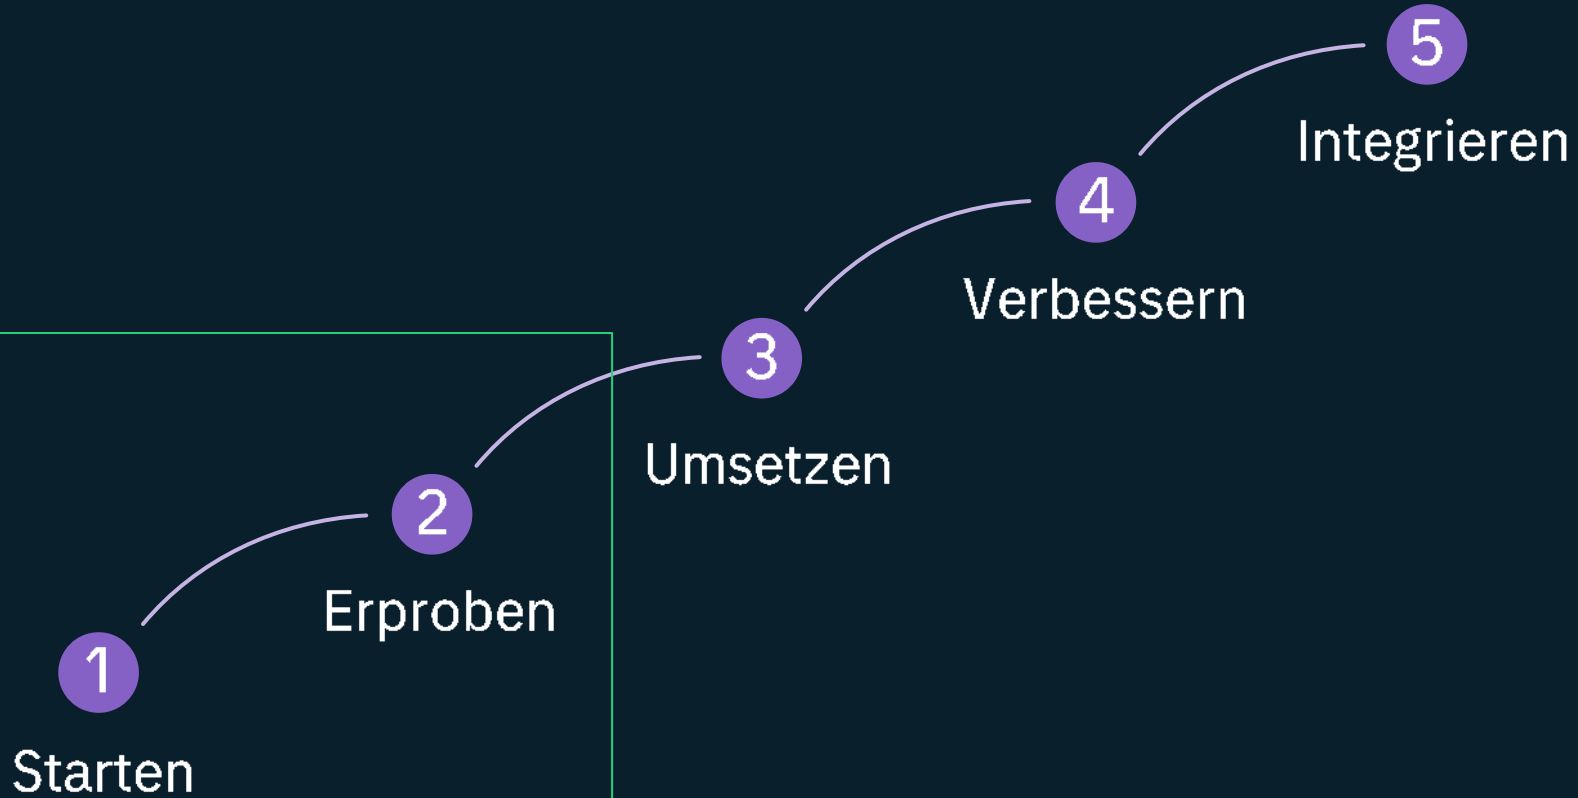 1
Starten
2
Erproben
3
Umsetzen
4
Verbessern
5
Integrieren